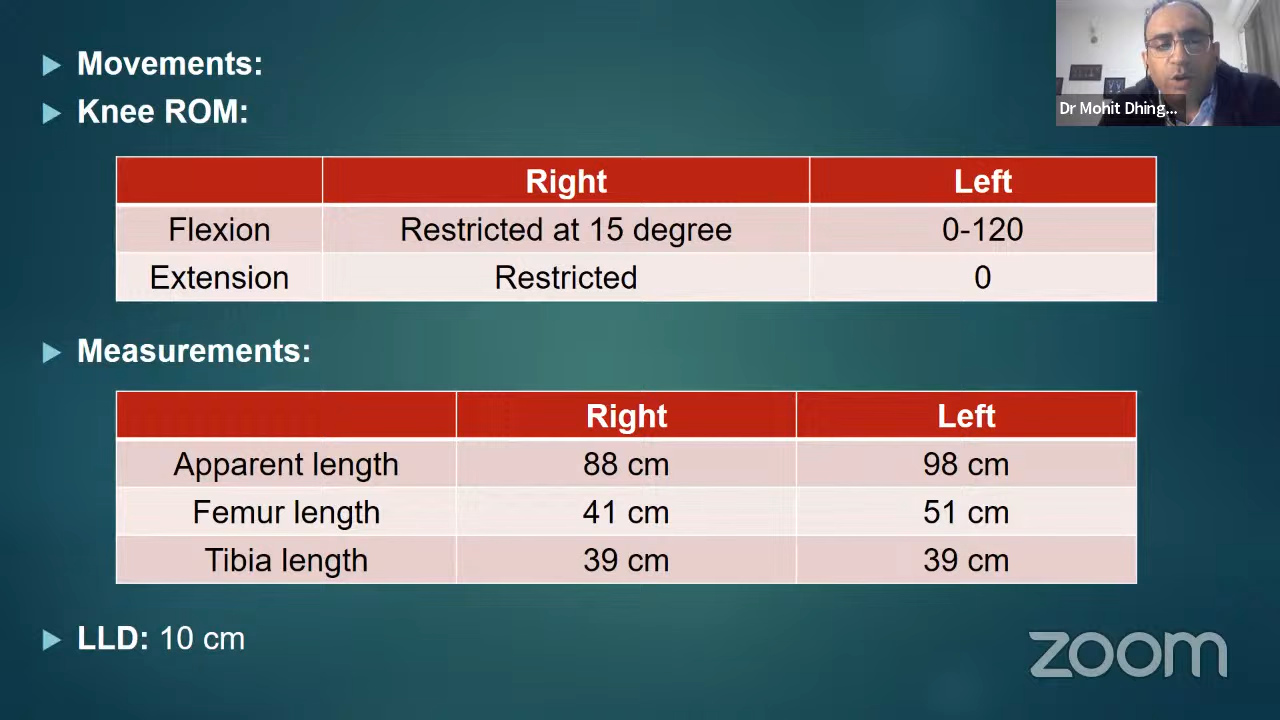 Movements:
Knee ROM:
Right Left
Flexion Restricted at 15 degree 0-120
Extension Restricted 0
Measurements:
Right Left
Apparent length 88 cm 98 cm
Femur length 41 cm 51 cm
Tibia length 39 cm 39 cm
LLD: 10 cm
Dr Mohit Dhing...
zoom